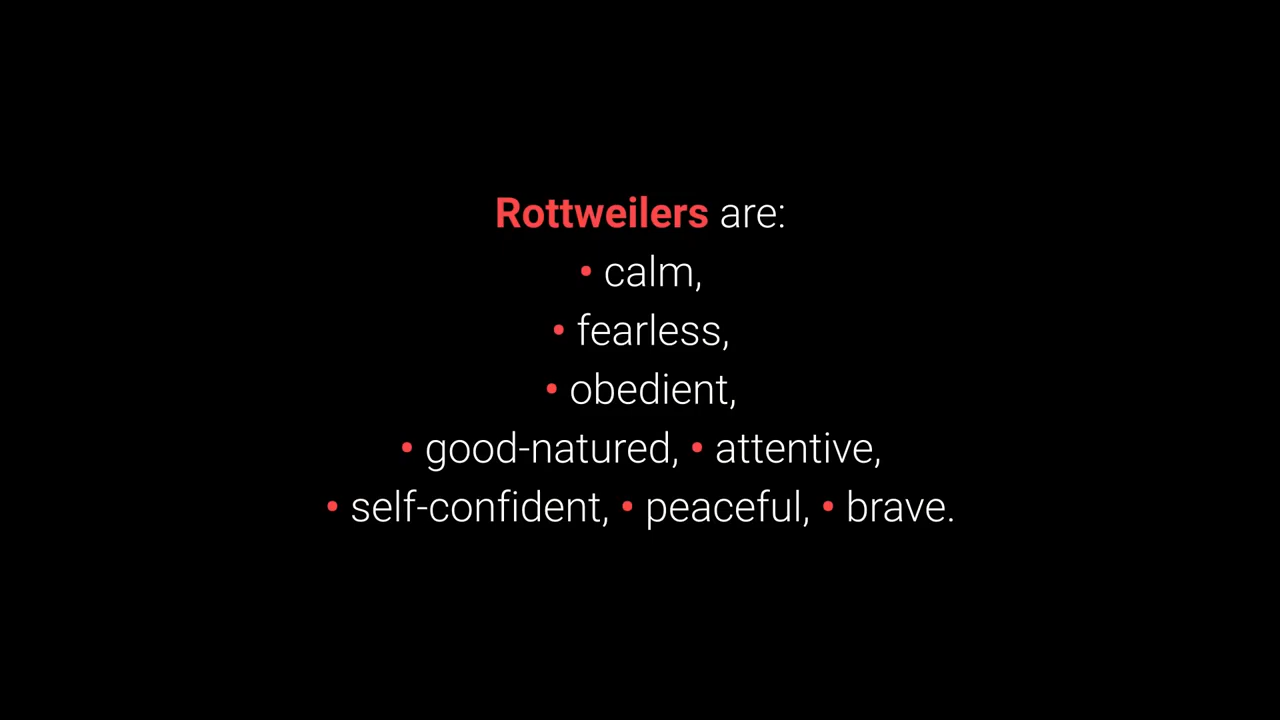 Rottweilers are:
• calm,
• fearless,
• obedient,
• good-natured, • attentive,
• self-confident, • peaceful, • brave.